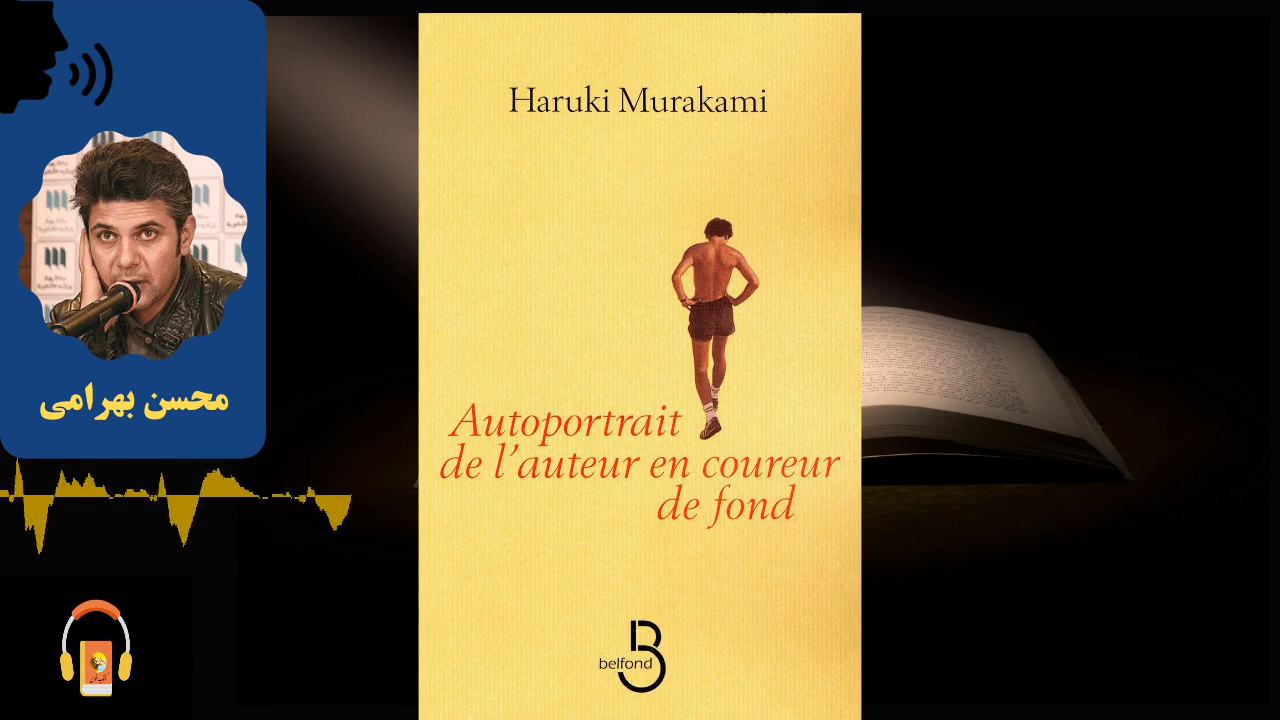 محسن بهرامی
Haruki Murakami
Autoportrait
de l'auteur en coureur
de fond
belfond